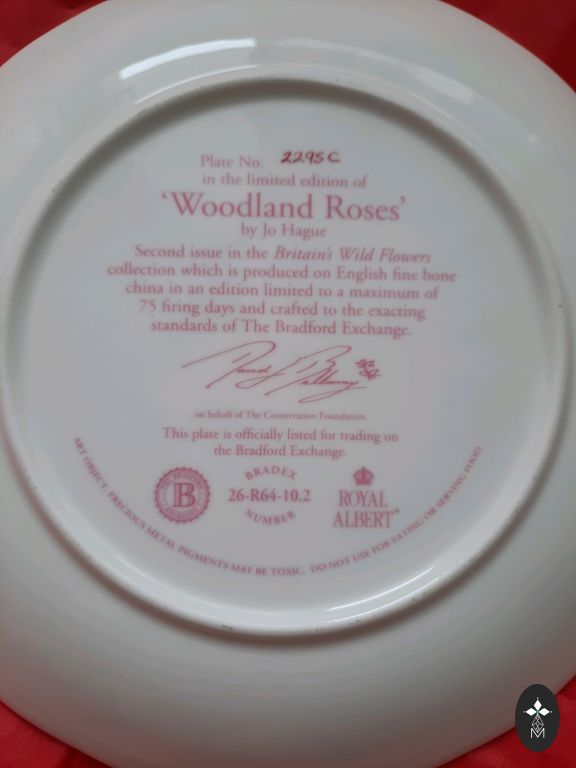 Plate No. 2295C
in the limited edition of
'Woodland Roses'
by Jo Hague
Second issue in the Britain's Wild Flowers
collection which is produced on English fine bone
china in an edition limited to a maximum of
75 firing days and crafted to the exacting
standards of The Bradford Exchange.
on behalf of The Conservation Foundation.
This plate is officially listed for trading on
the Bradford Exchange.
B
BRADEX
26-R64-10.2
NUMBER
ROYAL
ALBERT®
ART OBJECT. PRECIOUS METAL PIGMENTS MAY BE TOXIC. DO NOT USE FOR EATING OR SERVING FOOD.
M